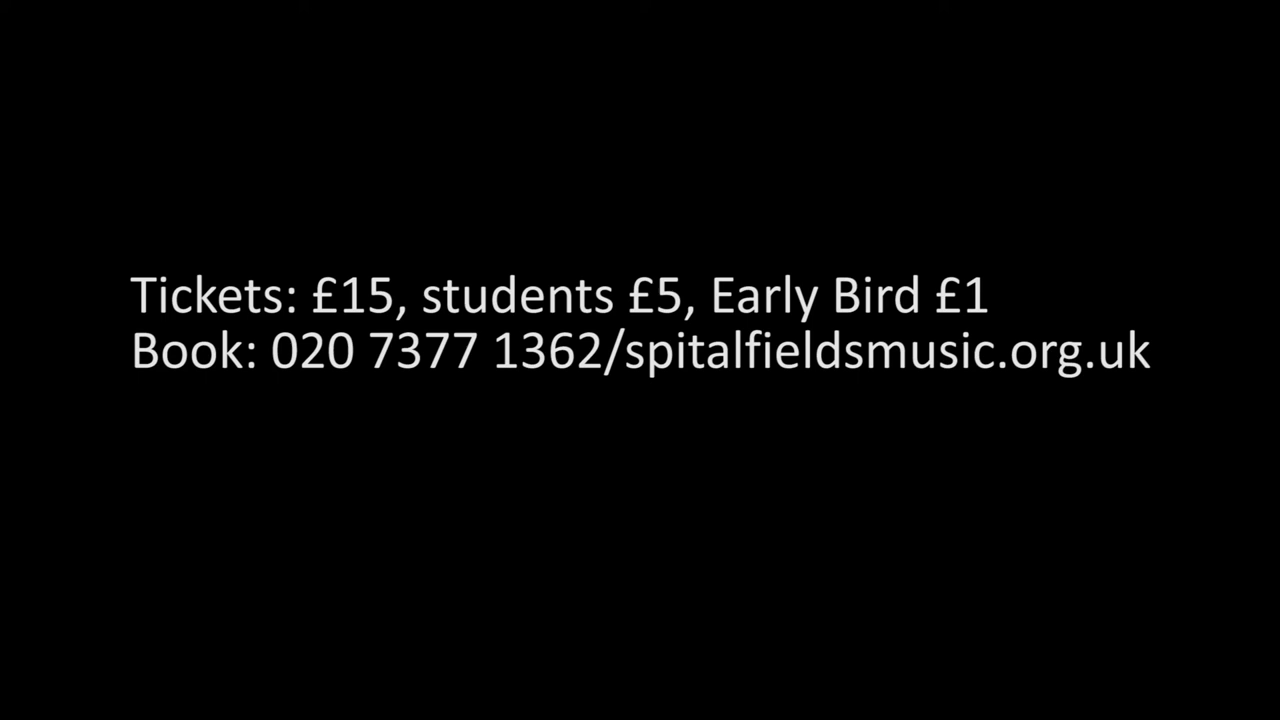 Tickets: £15, students £5, Early Bird £1
Book: 020 7377 1362/spitalfieldsmusic.org.uk